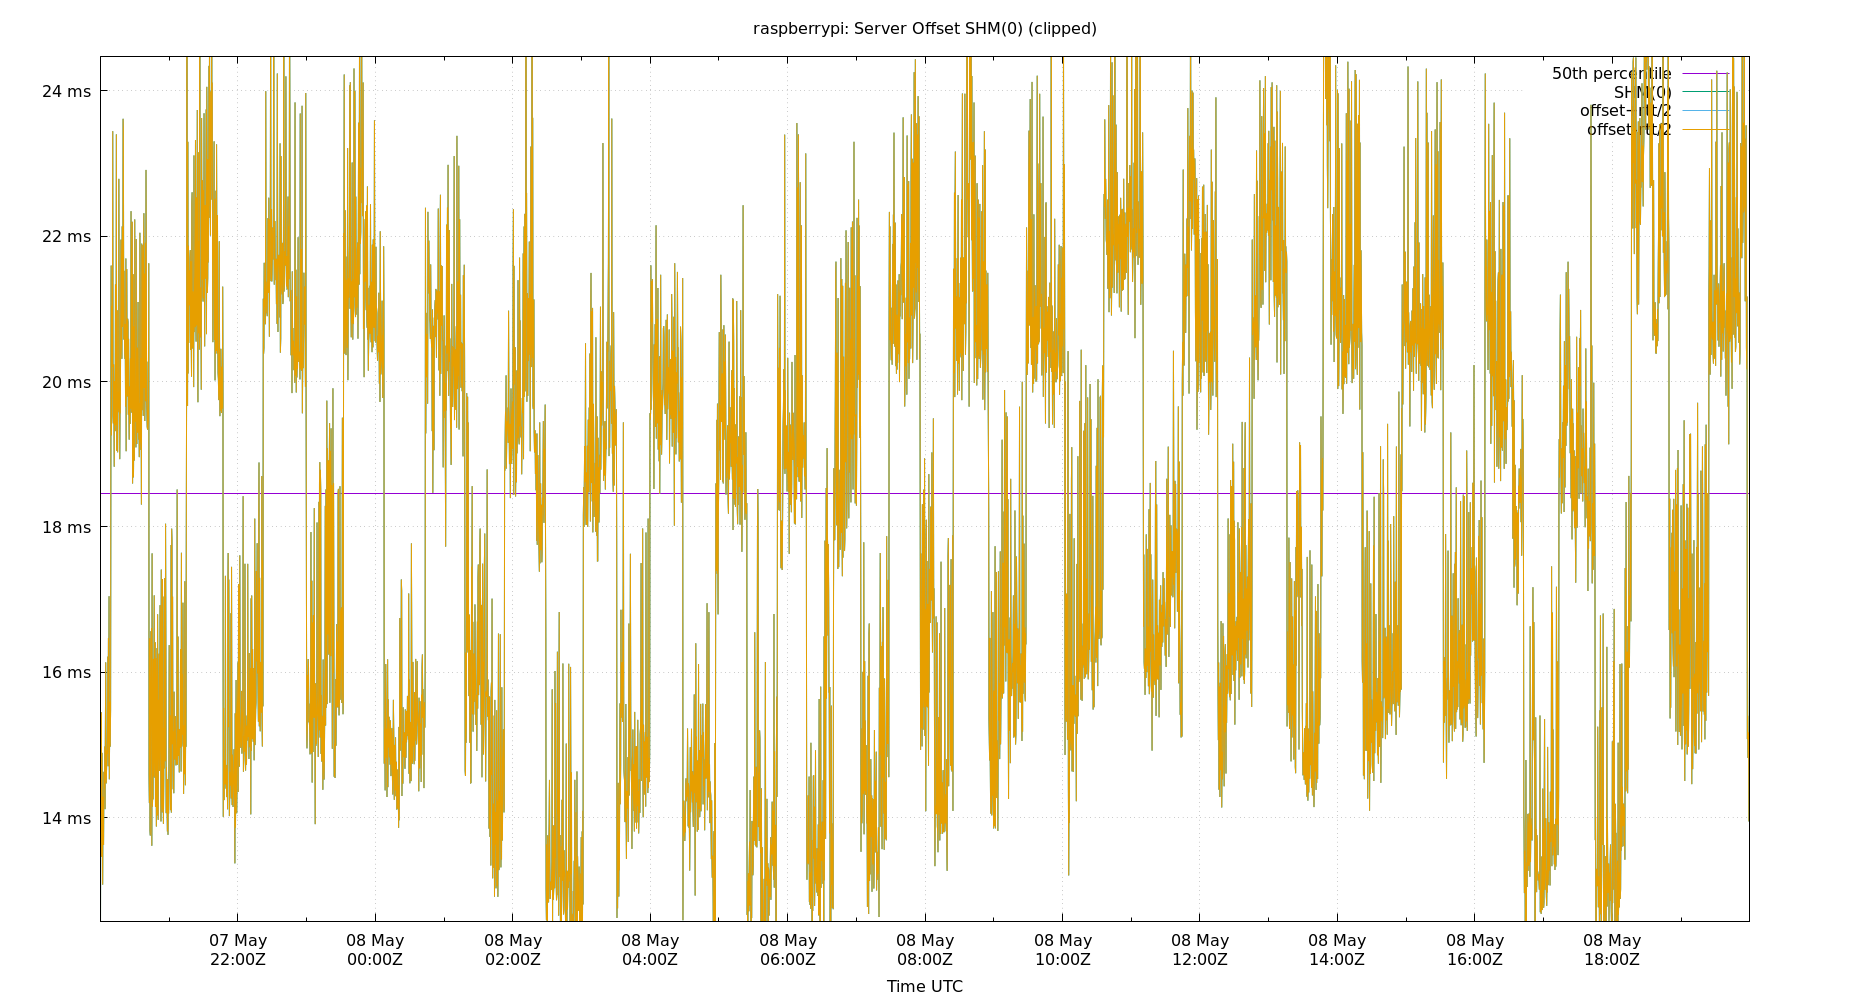 raspberrypi: Server Offset SHM(0) (clipped)
50th percentile
SHM(0)
offset-rtt/2
24 ms
22 ms
20 ms
18 ms
16 ms
14 ms
07 May 08 May 08 May 08 May 08 May 08 May 08 May 08 May 08 May 08 May 08 May
22:00Z 00:00Z 02:00Z 04:00Z 06:00Z 08:00Z 10:00Z 12:00Z 14:00Z 16:00Z 18:00Z
Time UTC